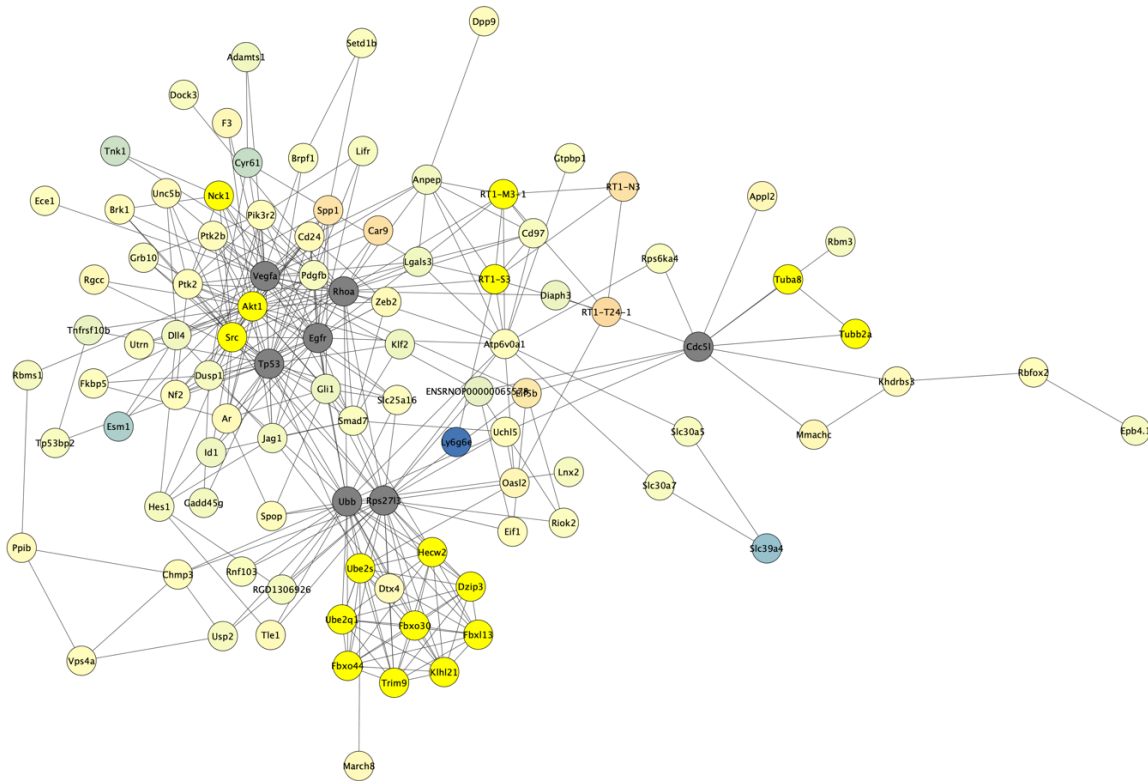 Dpp9
Setd1b
Adamts1
Dock3
F3
Tnk1
Cyr61
Brpf1
Lifr
Gtpbp1
Anpep
RT1-M3-1
RT1-N3
Appl2
Ece1
Brk1
Unc5b
Nck1
Pik3r2
Spp1
Car9
Cd97
Rbm3
Ptk2b
Cd24
Grb10
Lgals3
Rps6ka4
Rgcc
Ptk2
Vegfa
Pdgfb
Rhoa
RT1-S3
Tuba8
Akt1
Zeb2
Diaph3
RT1-T24-1
Tnfrsf10b
Utrn
Dll4
Src
Egfr
Klf2
Atp6v0a1
Cdc5l
Tubb2a
Rbms1
Fkbp5
Dusp1
Tp53
Gli1
Slc25a16
Khdrbs3
Rbfox2
Nf2
Esm1
Ar
Smad7
Uchl5
Slc30a5
Mmachc
Epb4.1
Tp53bp2
Id1
Jag1
Ly6g6e
Oasl2
Lnx2
Slc30a7
Hes1
Gadd45g
Spop
Ubb
Rps27l3
Eif1
Riok2
Slc39a4
Ppib
Chmp3
Rnf103
RGD1306926
Ube2s
Hecw2
Dtx4
Dzip3
Vps4a
Usp2
Tle1
Ube2q1
Fbxo30
Fbxl13
Fbxo44
Trim9
Klhl21
March8